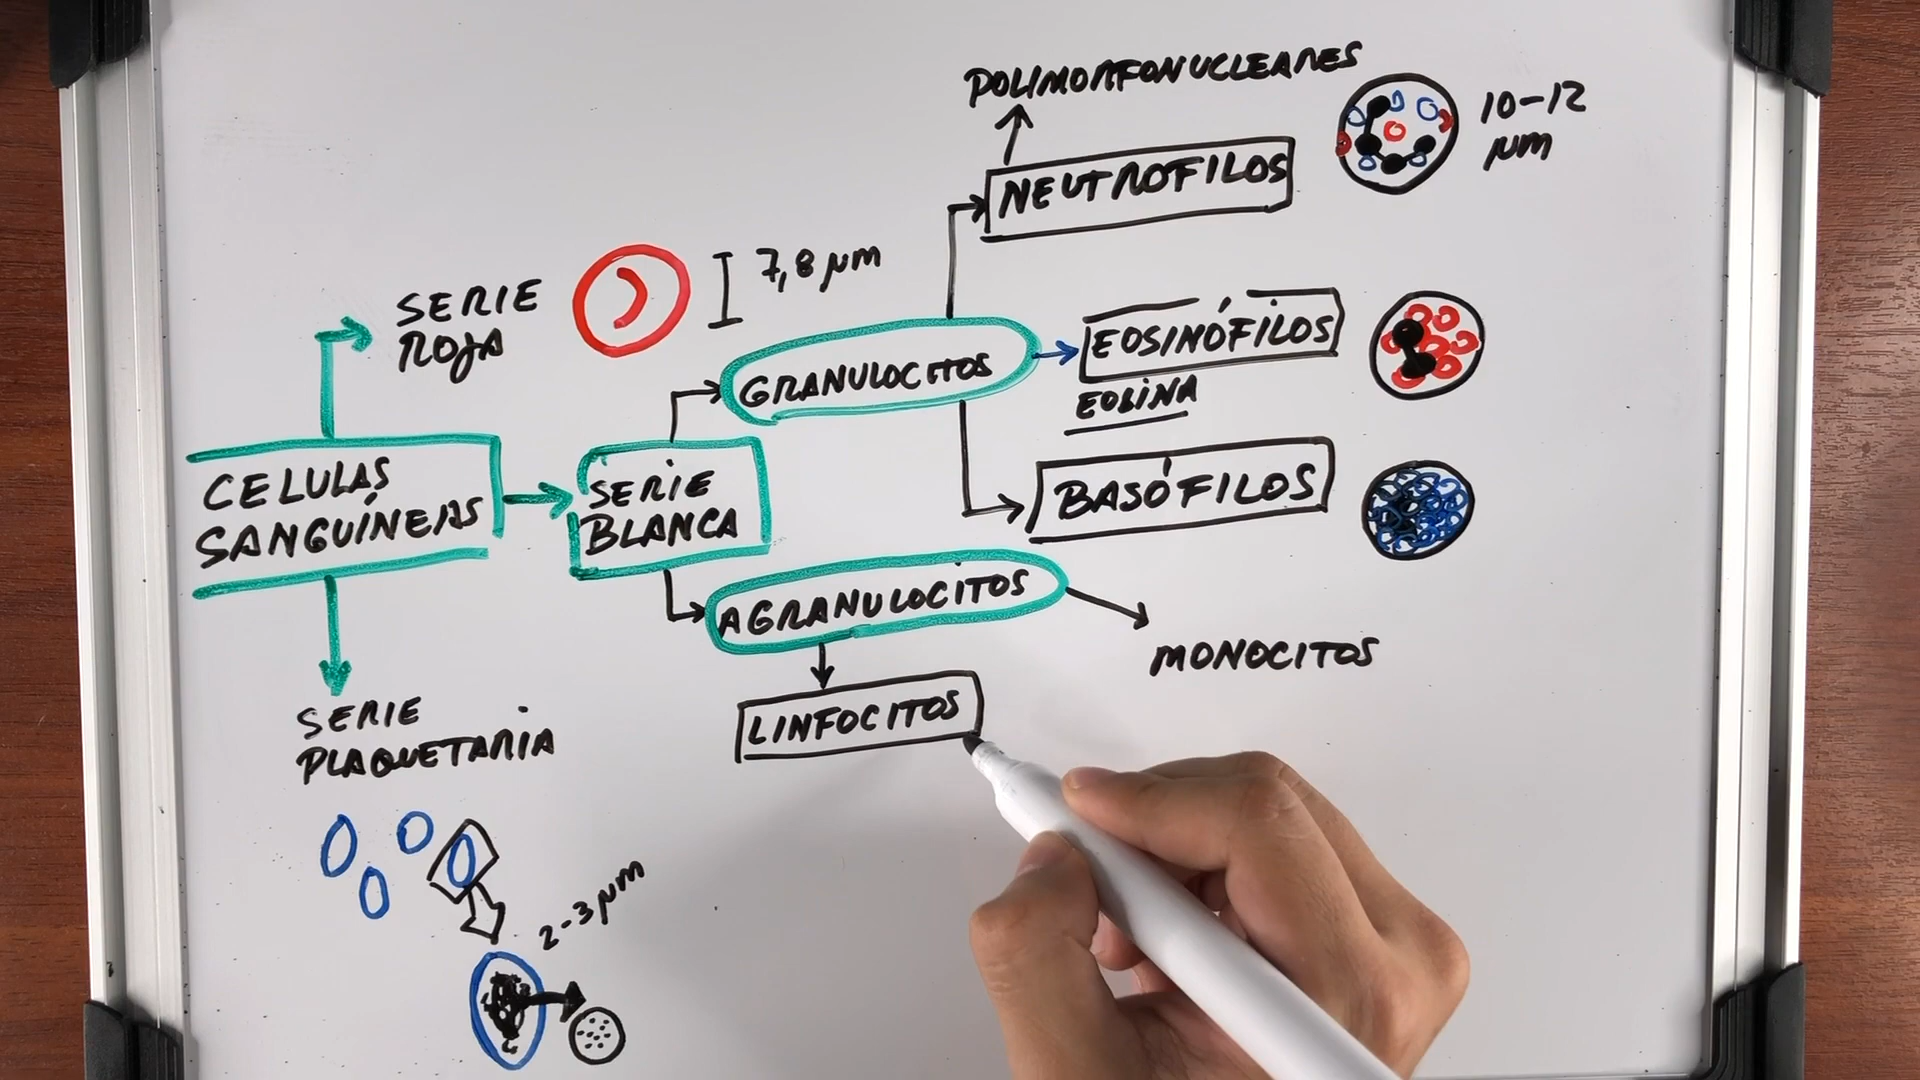 POLIMORFONUCLEARES
10-12
µm
NEUTROFILOS
SERIE
ROJA
7,8 µm
GRANULOCITOS
EOSINÓFILOS
EOSINA
CELULAS
SANGUÍNEAS
SERIE
BLANCA
BASÓFILOS
AGRANULOCITOS
MONOCITOS
LINFOCITOS
SERIE
PLAQUETARIA
2-3 µm